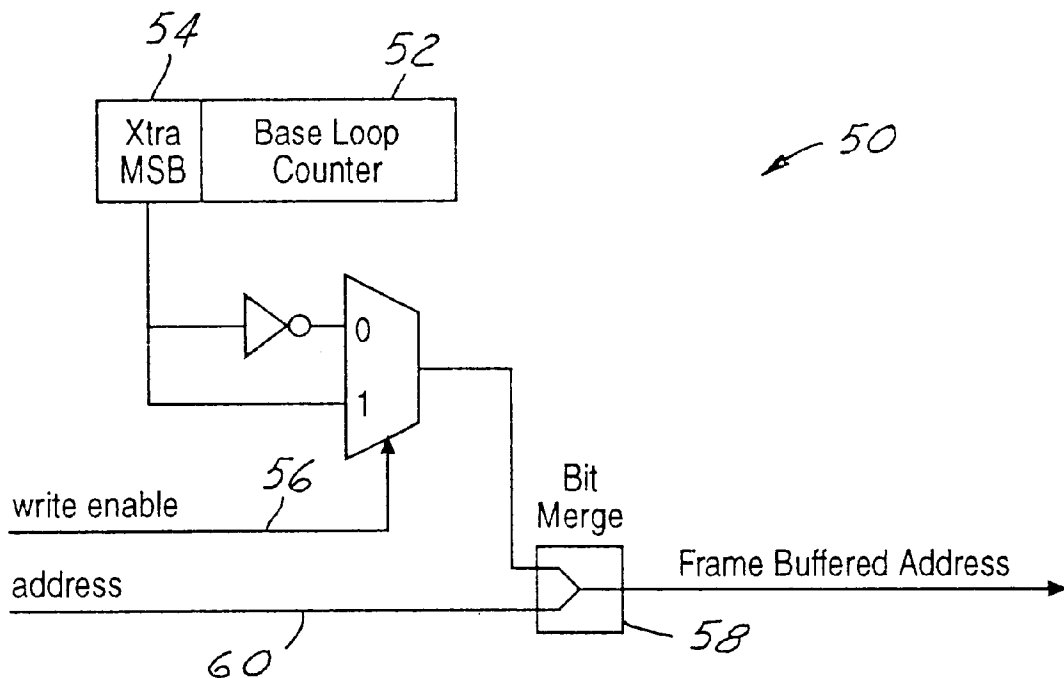 54
52
Xtra
MSB
Base Loop
Counter
50
0
1
write enable
56
Bit
Merge
address
Frame Buffered Address
60
58